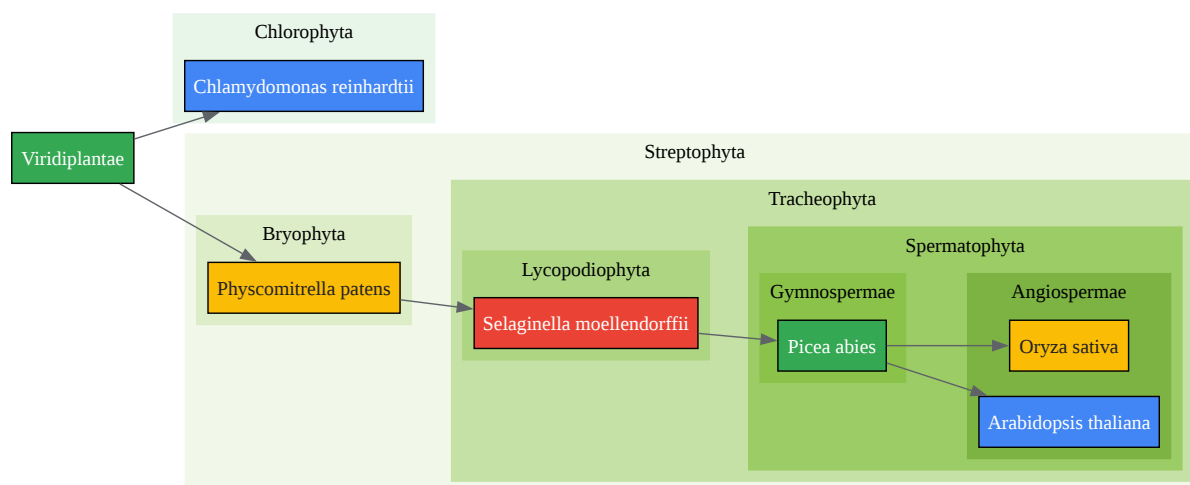 Chlorophyta
Chlamydomonas reinhardtii
Viridiplantae
Streptophyta
Tracheophyta
Bryophyta
Physcomitrella patens
Lycopodiophyta
Selaginella moellendorffii
Spermatophyta
Gymnospermae
Picea abies
Angiospermae
Oryza sativa
Arabidopsis thaliana